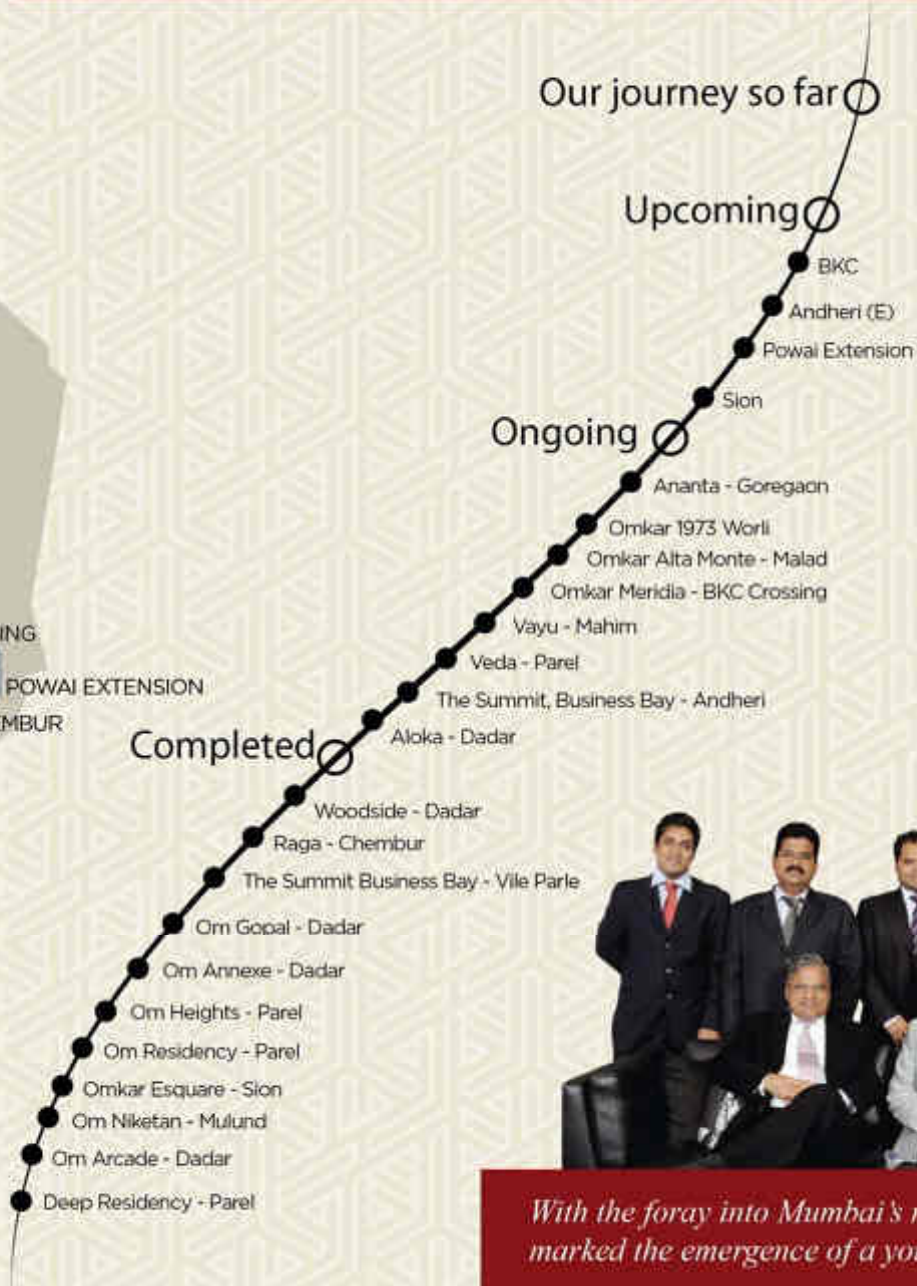 Our journey so far
Upcoming
BKC
Andheri (E)
Powai Extension
Sion
Ongoing
Ananta - Goregaon
Omkar 1973 Worli
Omkar Alta Monte - Malad
Omkar Meridia - BKC Crossing
Vayu - Mahim
Veda - Parel
The Summit, Business Bay - Andheri
Aloka - Dadar
ING
POWAI EXTENSION
EMBUR
Completed
Woodside - Dadar
Raga - Chembur
The Summit Business Bay - Vile Parle
Om Gopal - Dadar
Om Annexe - Dadar
Om Heights - Parel
Om Residency - Parel
Omkar Esquare - Sion
Om Niketan - Mulund
Om Arcade - Dadar
Deep Residency - Parel
With the foray into Mumbai's
marked the emergence of a